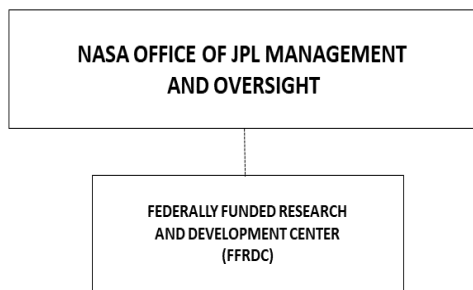 NASA OFFICE OF JPL MANAGEMENT
AND OVERSIGHT
FEDERALLY FUNDED RESEARCH
AND DEVELOPMENT CENTER
(FFRDC)